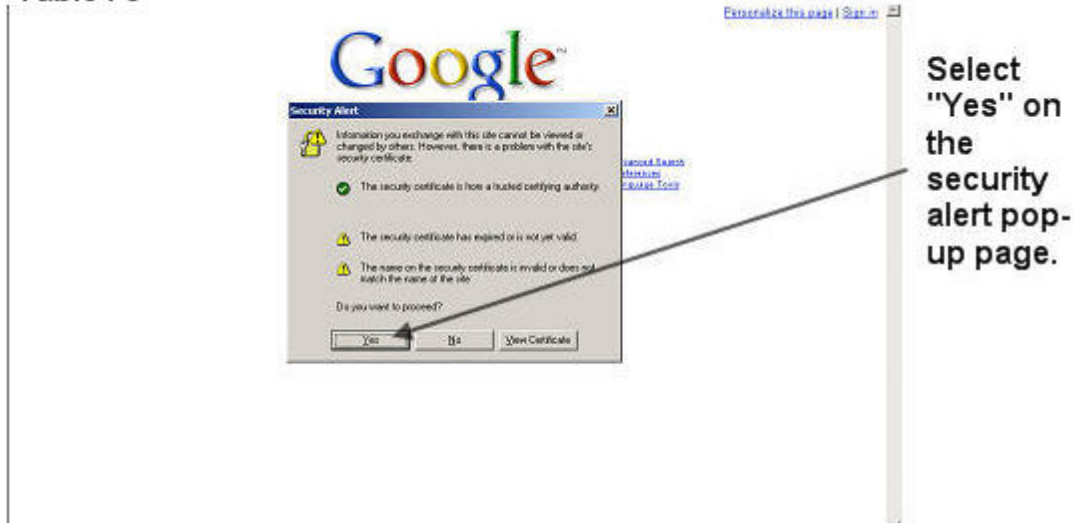 Personalize this page | Sign in
Google™
Security Alert
Information you exchange with this site cannot be viewed or
changed by others. However, there is a problem with the site's
security certificate.
The security certificate is from a trusted certifying authority.
The security certificate has expired or is not yet valid.
The name on the security certificate is invalid or does not
match the name of the site
Do you want to proceed?
Yes No View Certificate
Search
Tools
Select
"Yes" on
the
security
alert pop-
up page.